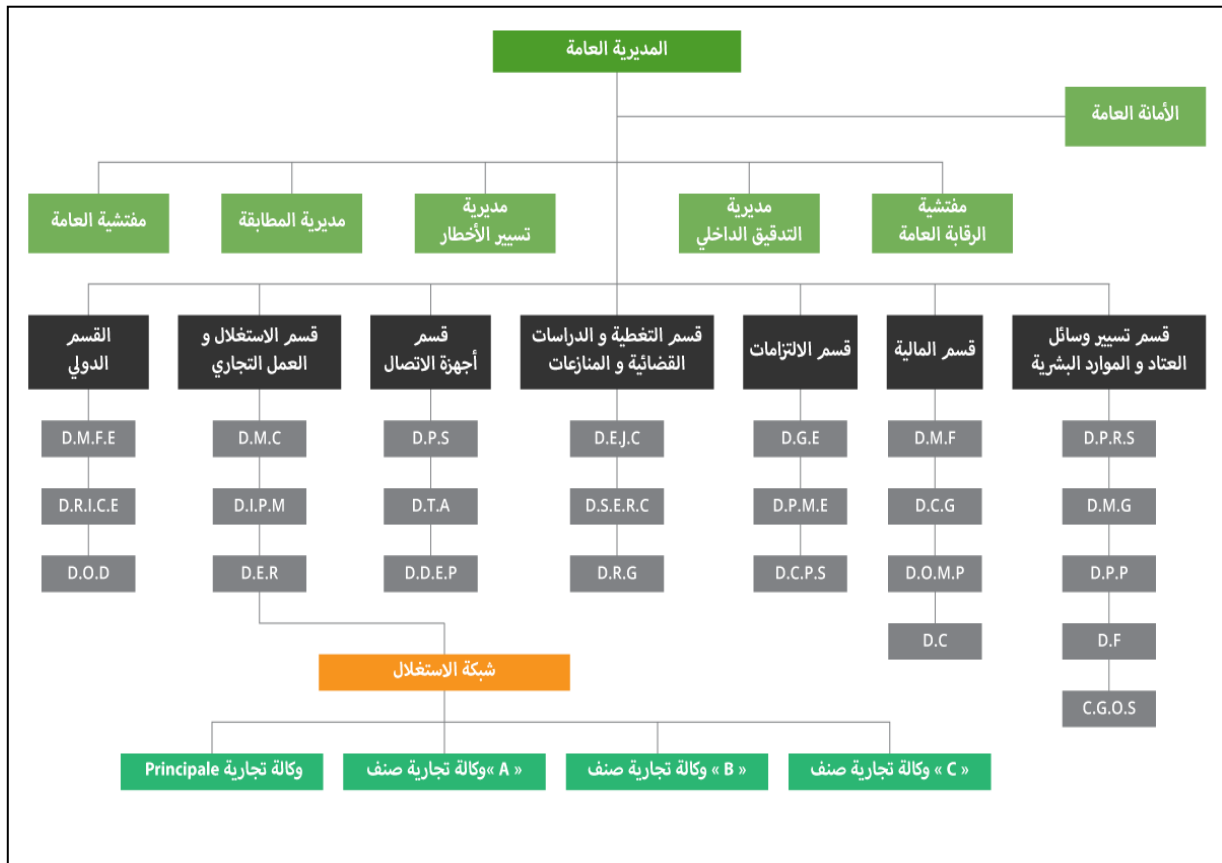 المديرية العامة
الأمانة العامة
مفتشية
الرقابة العامة
مديرية
التدقيق الداخلي
مديرية
تسيير الأخطار
مديرية المطابقة
مفتشية العامة
قسم تسيير وسائل
العتاد و الموارد البشرية
قسم المالية
قسم الالتزامات
قسم التغطية و الدراسات
القضائية و المنازعات
قسم
أجهزة الاتصال
قسم الاستغلال و
العمل التجاري
القسم
الدولي
D.P.R.S
D.M.G
D.P.P
D.F
C.G.O.S
D.M.F
D.C.G
D.O.M.P
D.C
D.G.E
D.P.M.E
D.C.P.S
D.E.J.C
D.S.E.R.C
D.R.G
D.P.S
D.T.A
D.D.E.P
D.M.C
D.I.P.M
D.E.R
D.M.F.E
D.R.I.C.E
D.O.D
شبكة الاستغلال
« C » وكالة تجارية صنف
« B » وكالة تجارية صنف
« A »وكالة تجارية صنف
وكالة تجارية Principale